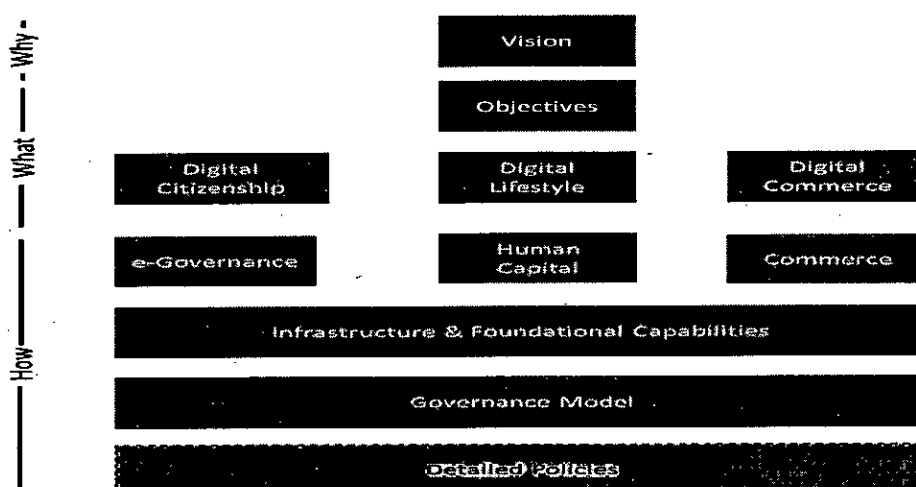 Why
Vision
Objectives
What
Digital
Citizenship
Digital
Lifestyle
Digital
Commerce
e-Governance
Human
Capital
Commerce
How
Infrastructure & Foundational Capabilities
Governance Model
Detailed Policies